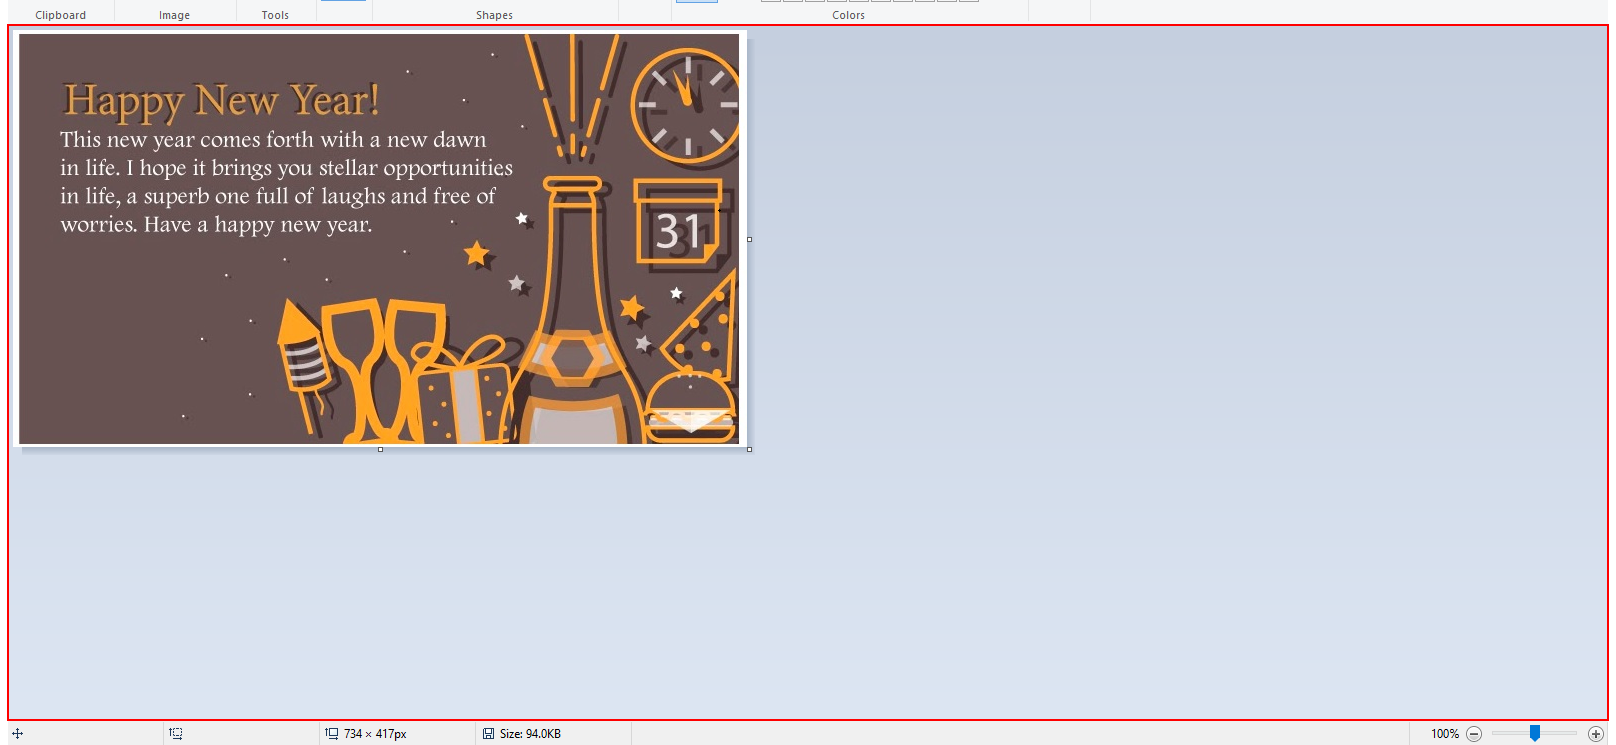 Clipboard
Image
Tools
Shapes
Colors
Happy New Year!
This new year comes forth with a new dawn
in life. I hope it brings you stellar opportunities
in life, a superb one full of laughs and free of
worries. Have a happy new year.
31
734 × 417px
Size: 94.0KB
100%